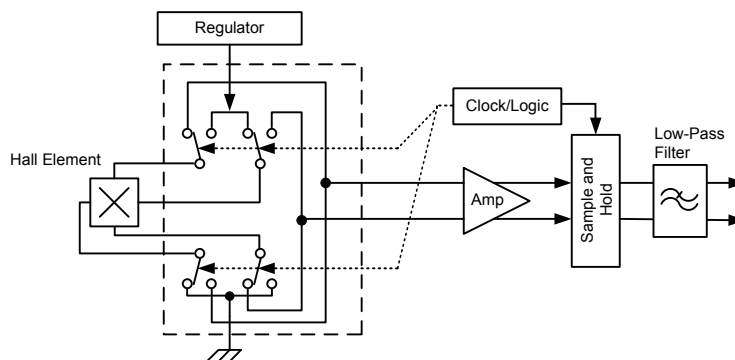 Regulator
Clock/Logic
Low-Pass
Filter
Hall Element
Amp
Sample and
Hold